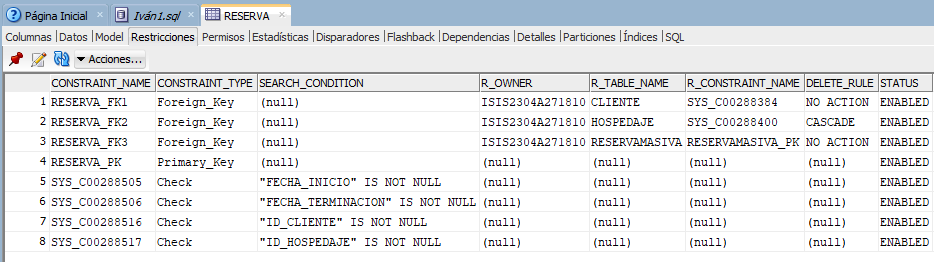 Página Inicial Iván1.sql RESERVA
Columnas Datos Model Restricciones Permisos Estadísticas Disparadores Flashback Dependencias Detalles Particiones Índices SQL
Acciones...
CONSTRAINT_NAME CONSTRAINT_TYPE SEARCH_CONDITION R_OWNER R_TABLE_NAME R_CONSTRAINT_NAME DELETE_RULE STATUS
1 RESERVA_FK1 Foreign_Key (null) ISIS2304A271810 CLIENTE SYS_C00288384 NO ACTION ENABLED
2 RESERVA_FK2 Foreign_Key (null) ISIS2304A271810 HOSPEDAJE SYS_C00288400 CASCADE ENABLED
3 RESERVA_FK3 Foreign_Key (null) ISIS2304A271810 RESERVAMASIVA RESERVAMASIVA_PK NO ACTION ENABLED
4 RESERVA_PK Primary_Key (null) (null) (null) (null) (null) ENABLED
5 SYS_C00288505 Check "FECHA_INICIO" IS NOT NULL (null) (null) (null) (null) ENABLED
6 SYS_C00288506 Check "FECHA_TERMINACION" IS NOT NULL (null) (null) (null) (null) ENABLED
7 SYS_C00288516 Check "ID_CLIENTE" IS NOT NULL (null) (null) (null) (null) ENABLED
8 SYS_C00288517 Check "ID_HOSPEDAJE" IS NOT NULL (null) (null) (null) (null) ENABLED